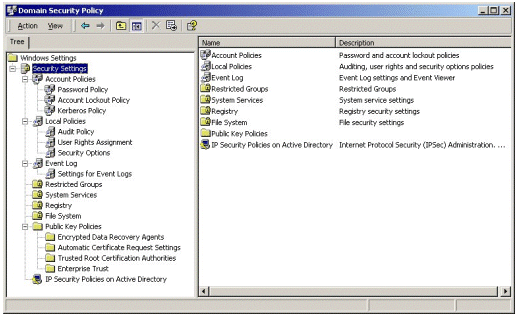 Domain Security Policy
Action View
Tree
Windows Settings
Security Settings
Account Policies
Password Policy
Account Lockout Policy
Kerberos Policy
Local Policies
Audit Policy
User Rights Assignment
Security Options
Event Log
Settings for Event Logs
Restricted Groups
System Services
Registry
File System
Public Key Policies
Encrypted Data Recovery Agents
Automatic Certificate Request Settings
Trusted Root Certification Authorities
Enterprise Trust
IP Security Policies on Active Directory
Name Description
Account Policies Password and account lockout policies
Local Policies Auditing, user rights and security options policies
Event Log Event Log settings and Event Viewer
Restricted Groups Restricted Groups
System Services System service settings
Registry Registry security settings
File System File security settings
Public Key Policies
IP Security Policies on Active Directory Internet Protocol Security (IPSec) Administration. ...